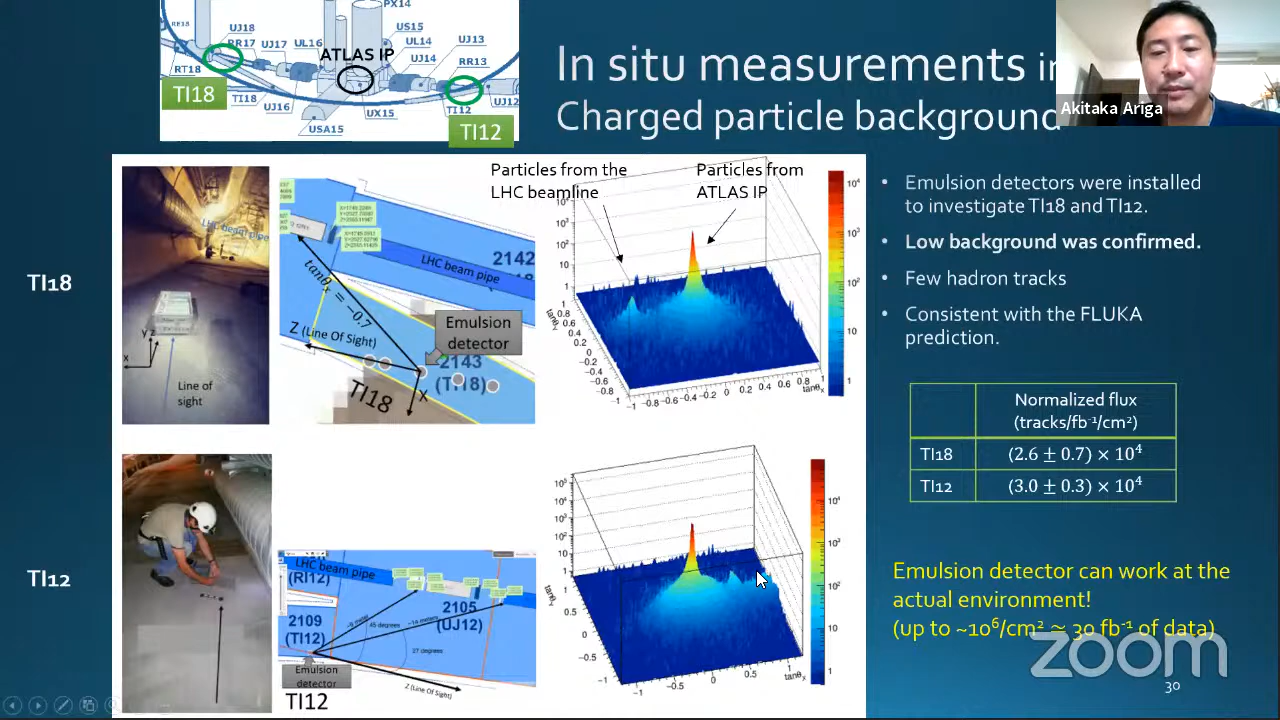 PX14
UJ18
RR17
UJ17
UL16
ATLAS IP
US15
UL14
UJ14
UJ13
RR13
RT18
TI18
TI18
UJ16
UX15
USA15
TI12
UJ12
TI12
In situ measurements in
Charged particle background
Akitaka Ariga
TI18
LHC beam pipe
Line of
sight
LHC beam pipe
2142
tanθx = −0.7
Z (Line Of Sight)
Emulsion
detector
2143
(TI18)
TI18
X
Particles from the
LHC beamline
Particles from
ATLAS IP
tanθY
tanθX
• Emulsion detectors were installed
to investigate TI18 and TI12.
• Low background was confirmed.
• Few hadron tracks
• Consistent with the FLUKA
prediction.
Normalized flux
(tracks/fb⁻¹/cm²)
TI18 (2.6 ± 0.7) × 10⁴
TI12 (3.0 ± 0.3) × 10⁴
TI12
LHC beam pipe
(RI12)
2109
(TI12)
2105
(UJ12)
45 degrees
27 degrees
Emulsion
detector
Z (Line Of Sight)
TI12
tanθY
tanθX
Emulsion detector can work at the
actual environment!
(up to ~10⁶/cm² ≃ 30 fb⁻¹ of data)
zoom
30